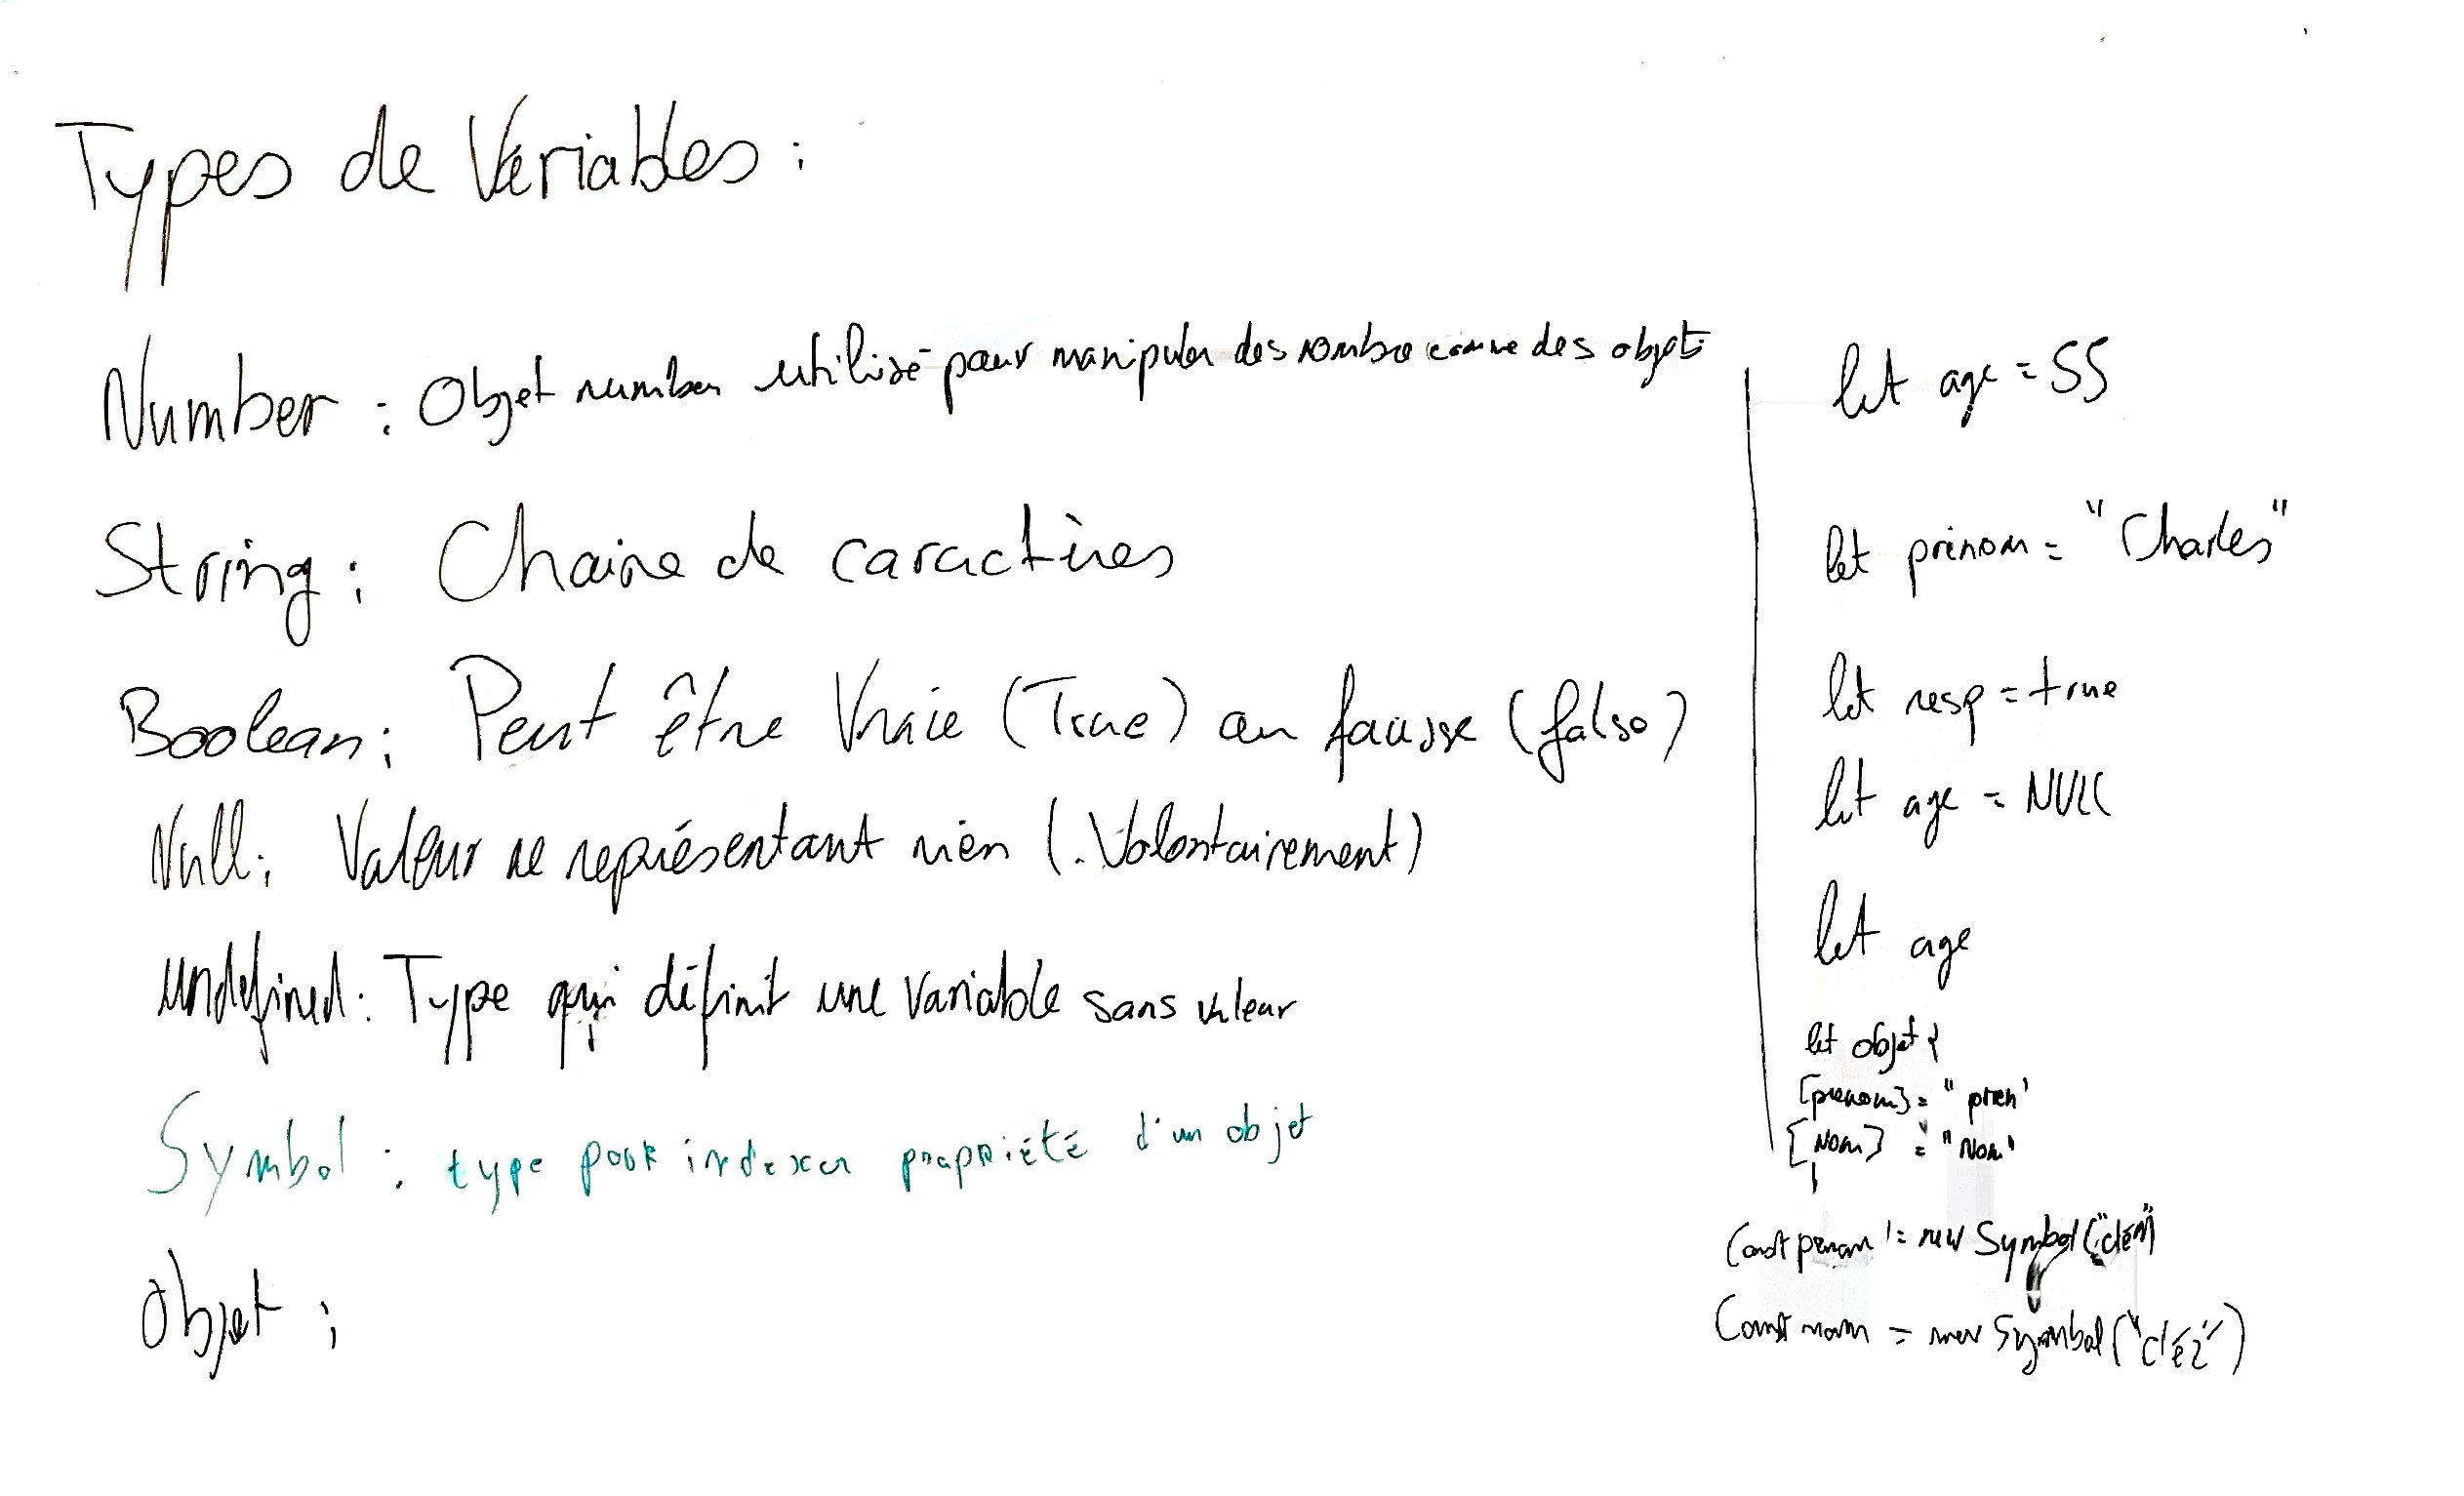 Types de Variables :
Number : Objet number utilisé pour manipuler des nombre comme des objets
let age = 55
String : Chaine de caractères
let prénom = "Charles"
Boolean : Peut être Vraie (True) ou fausse (false)
let resp = true
Null : Valeur ne représentant rien (Volontairement)
let age = NULL
undefined : Type qui définit une variable sans valeur
let age
Symbol : type pour indexer propriété d'un objet
let objet {
[prenom] = "pren"
[Nom] = "Nom"
}
Const prenom = new Symbol("clé1")
Objet :
Const nom = new Symbol("clé2")